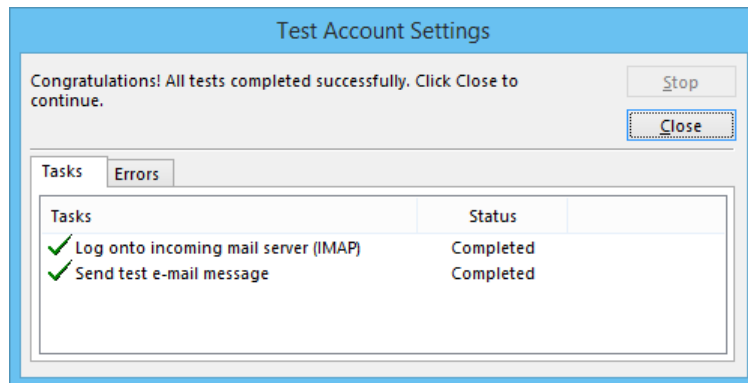 Test Account Settings
Congratulations! All tests completed successfully. Click Close to
continue.
Stop
Close
Tasks Errors
Tasks Status
Log onto incoming mail server (IMAP) Completed
Send test e-mail message Completed